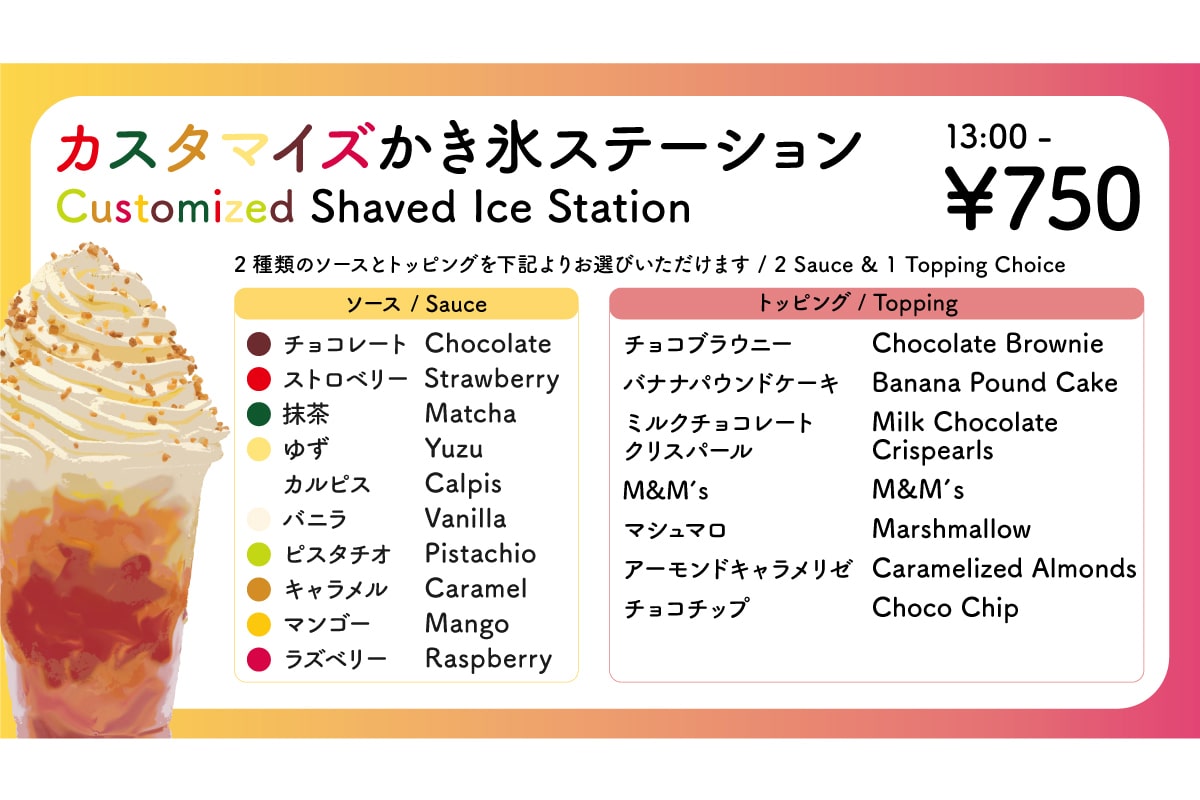 カスタマイズかき氷ステーション
Customized Shaved Ice Station
13:00 -
¥750
2 種類のソースとトッピングを下記よりお選びいただけます / 2 Sauce & 1 Topping Choice
ソース / Sauce
チョコレート Chocolate
ストロベリー Strawberry
抹茶 Matcha
ゆず Yuzu
カルピス Calpis
バニラ Vanilla
ピスタチオ Pistachio
キャラメル Caramel
マンゴー Mango
ラズベリー Raspberry
トッピング / Topping
チョコブラウニー Chocolate Brownie
バナナパウンドケーキ Banana Pound Cake
ミルクチョコレート Milk Chocolate
クリスパール Crispearls
M&M´s M&M´s
マシュマロ Marshmallow
アーモンドキャラメリゼ Caramelized Almonds
チョコチップ Choco Chip